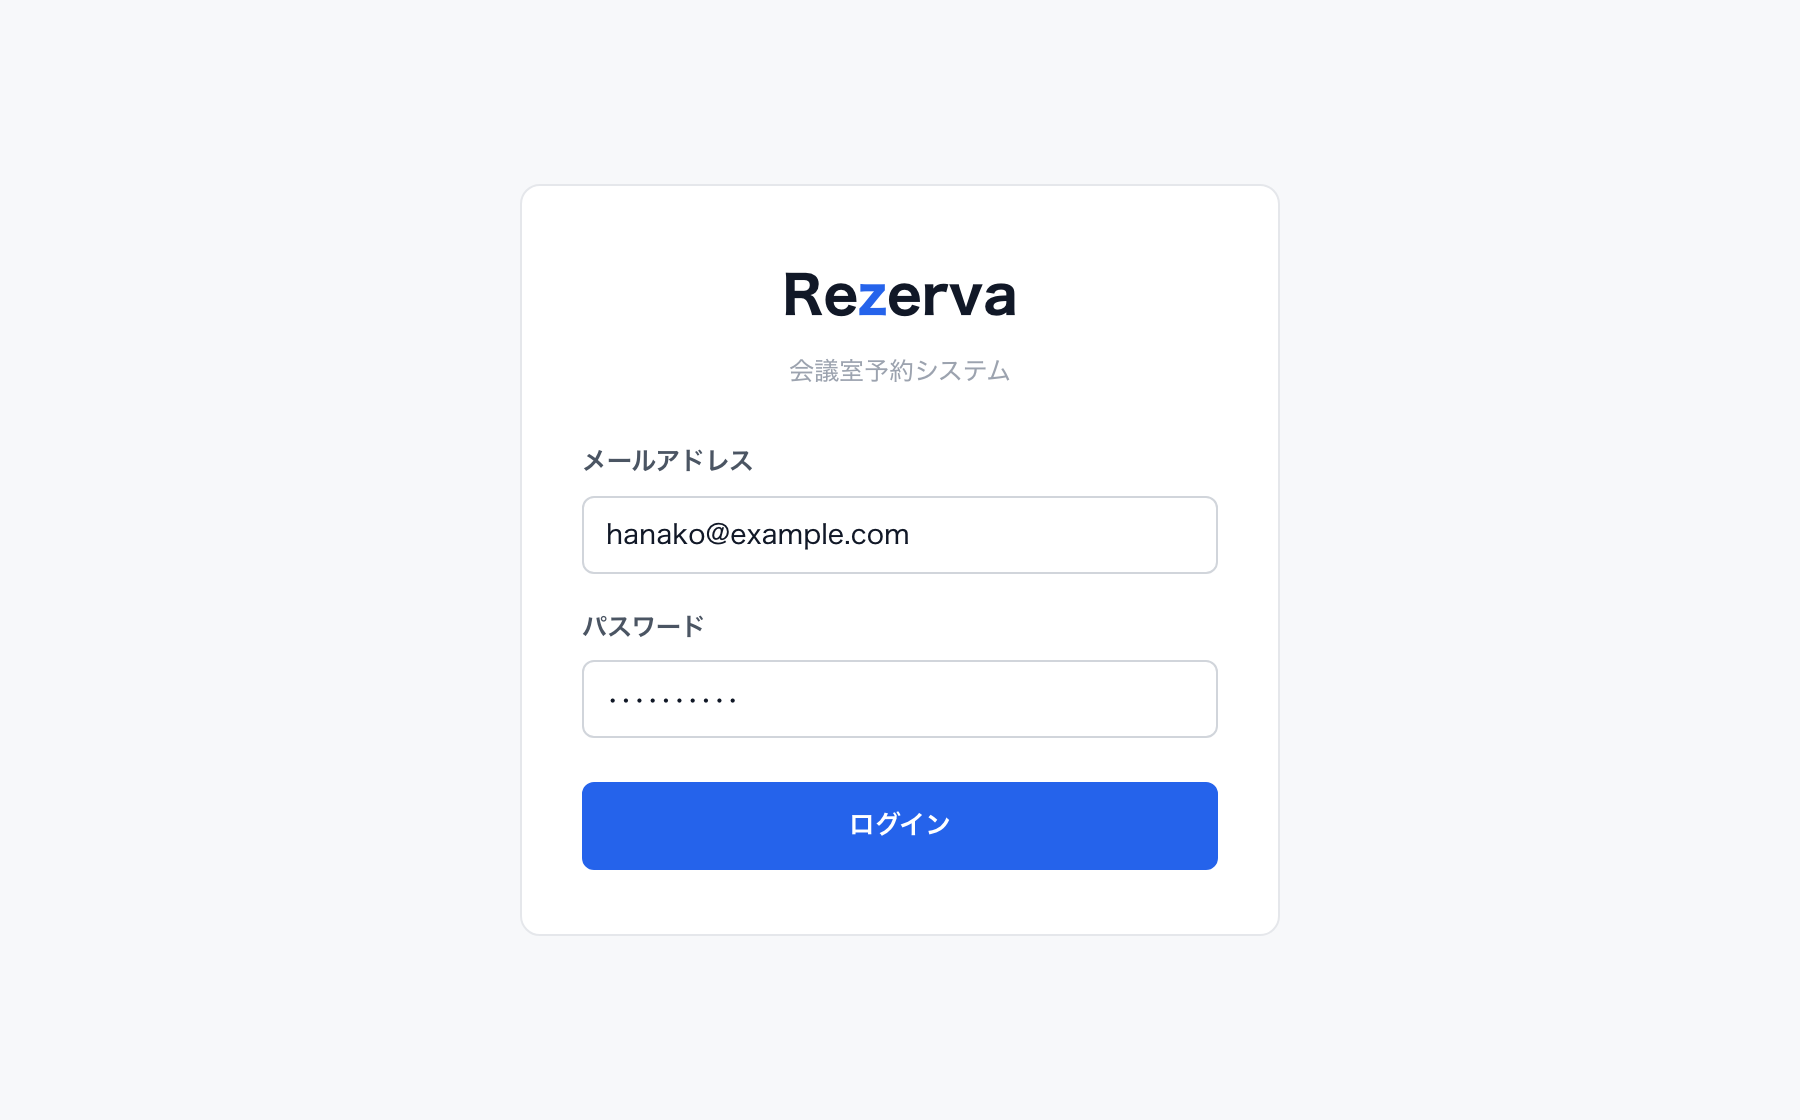 Rezerva
会議室予約システム
メールアドレス
hanako@example.com
パスワード
··········
ログイン